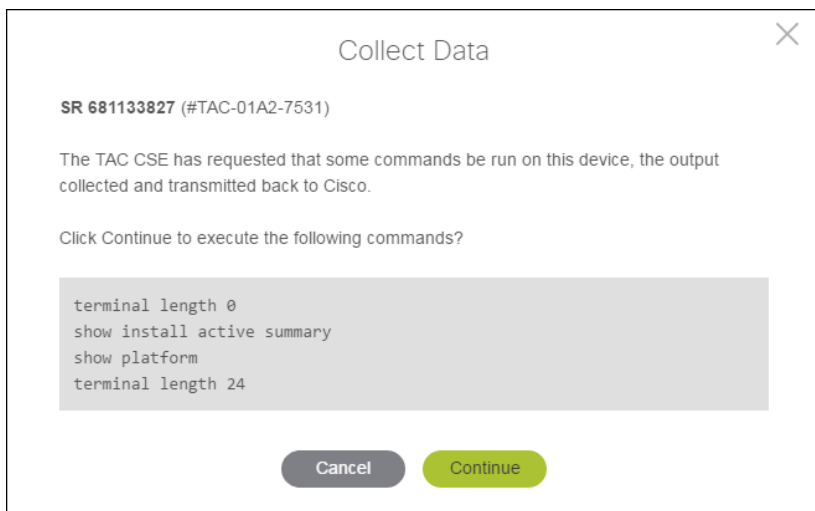 Collect Data
SR 681133827 (#TAC-01A2-7531)
The TAC CSE has requested that some commands be run on this device, the output
collected and transmitted back to Cisco.
Click Continue to execute the following commands?
terminal length 0
show install active summary
show platform
terminal length 24
Cancel
Continue